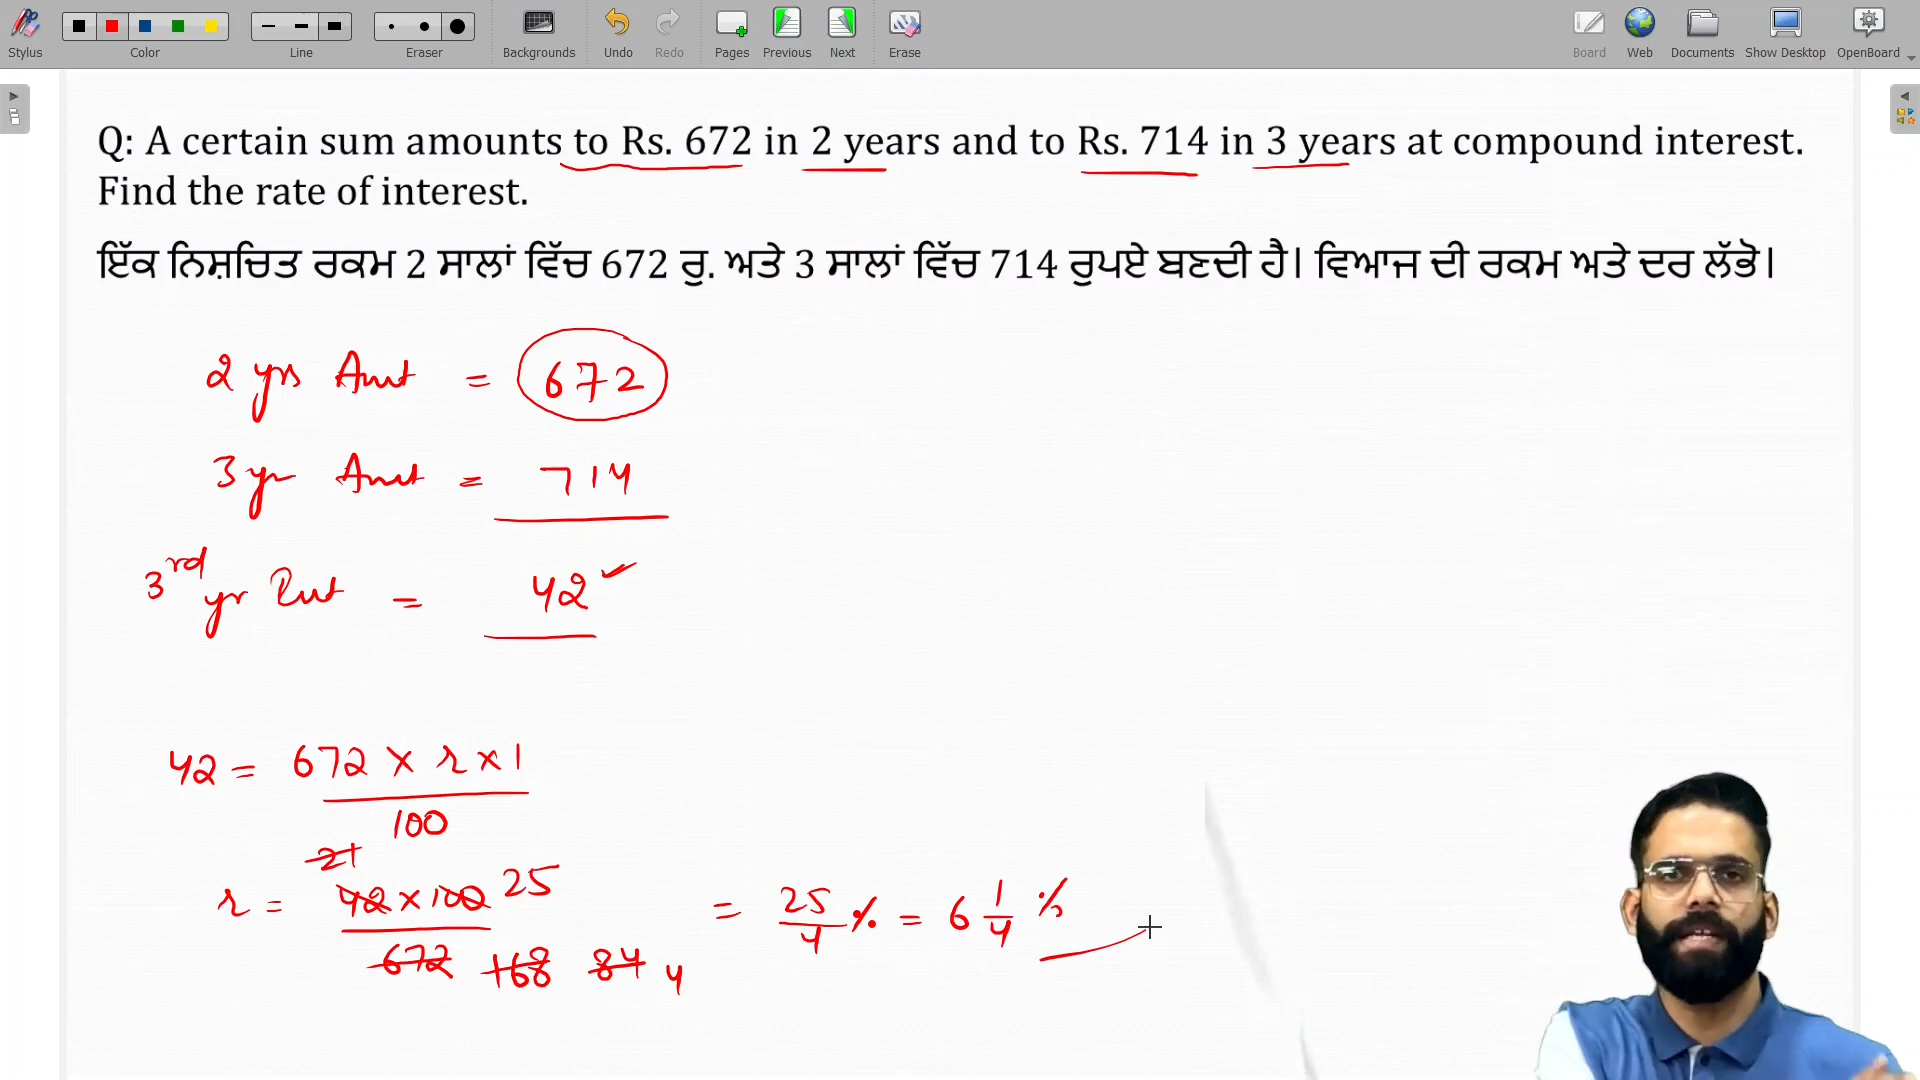 Stylus Color Line Eraser Backgrounds Undo Redo Pages Previous Next Erase Board Web Documents Show Desktop OpenBoard
Q: A certain sum amounts to Rs. 672 in 2 years and to Rs. 714 in 3 years at compound interest.
Find the rate of interest.
ਇੱਕ ਨਿਸ਼ਚਿਤ ਰਕਮ 2 ਸਾਲਾਂ ਵਿੱਚ 672 ਰੁ. ਅਤੇ 3 ਸਾਲਾਂ ਵਿੱਚ 714 ਰੁਪਏ ਬਣਦੀ ਹੈ। ਵਿਆਜ ਦੀ ਰਕਮ ਅਤੇ ਦਰ ਲੱਭੋ।
2 yrs Amt = 672
3 yr Amt = 714
3rd yr Int = 42
42 = 672 × r × 1
100
21
r = 42 × 100 25 = 25/4 % = 6 1/4 %
672 168 84 4